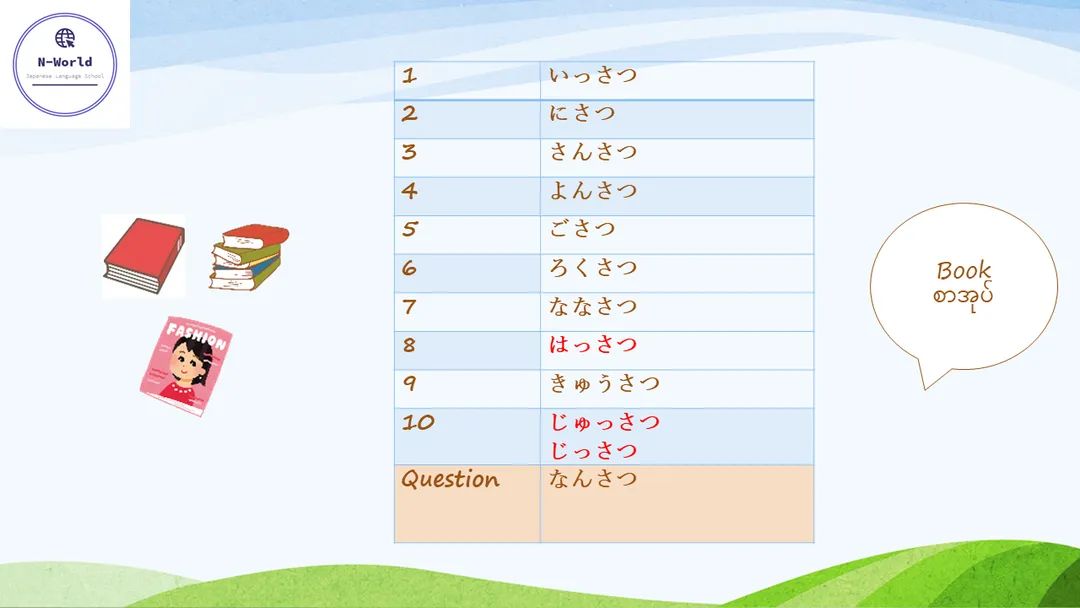 N-World
Japanese Language School
1 いっさつ
2 にさつ
3 さんさつ
4 よんさつ
5 ごさつ
6 ろくさつ
7 ななさつ
8 はっさつ
9 きゅうさつ
10 じゅっさつ
じっさつ
Question なんさつ
Book
စာအုပ်
FASHION